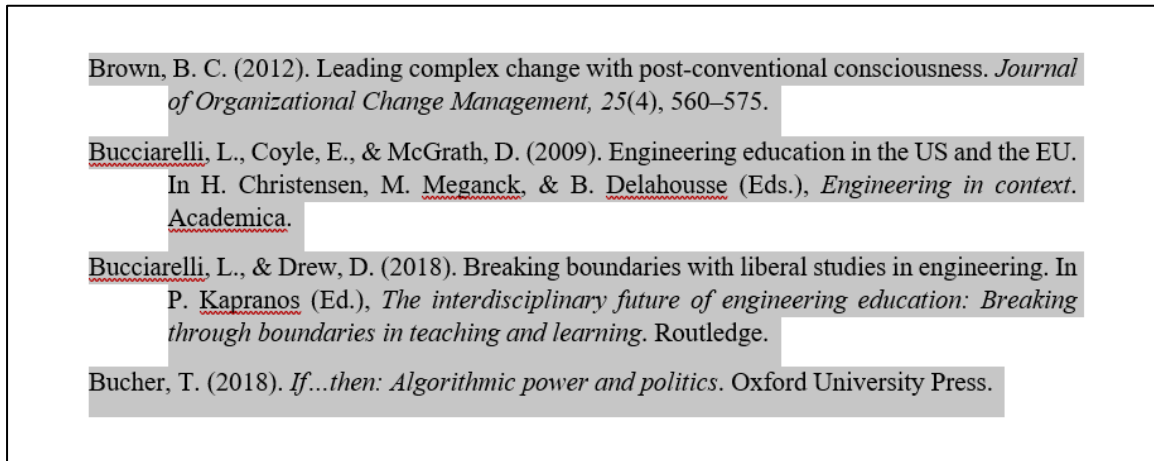 Brown, B. C. (2012). Leading complex change with post-conventional consciousness. Journal
of Organizational Change Management, 25(4), 560–575.
Bucciarelli, L., Coyle, E., & McGrath, D. (2009). Engineering education in the US and the EU.
In H. Christensen, M. Meganck, & B. Delahousse (Eds.), Engineering in context.
Academica.
Bucciarelli, L., & Drew, D. (2018). Breaking boundaries with liberal studies in engineering. In
P. Kapranos (Ed.), The interdisciplinary future of engineering education: Breaking
through boundaries in teaching and learning. Routledge.
Bucher, T. (2018). If...then: Algorithmic power and politics. Oxford University Press.